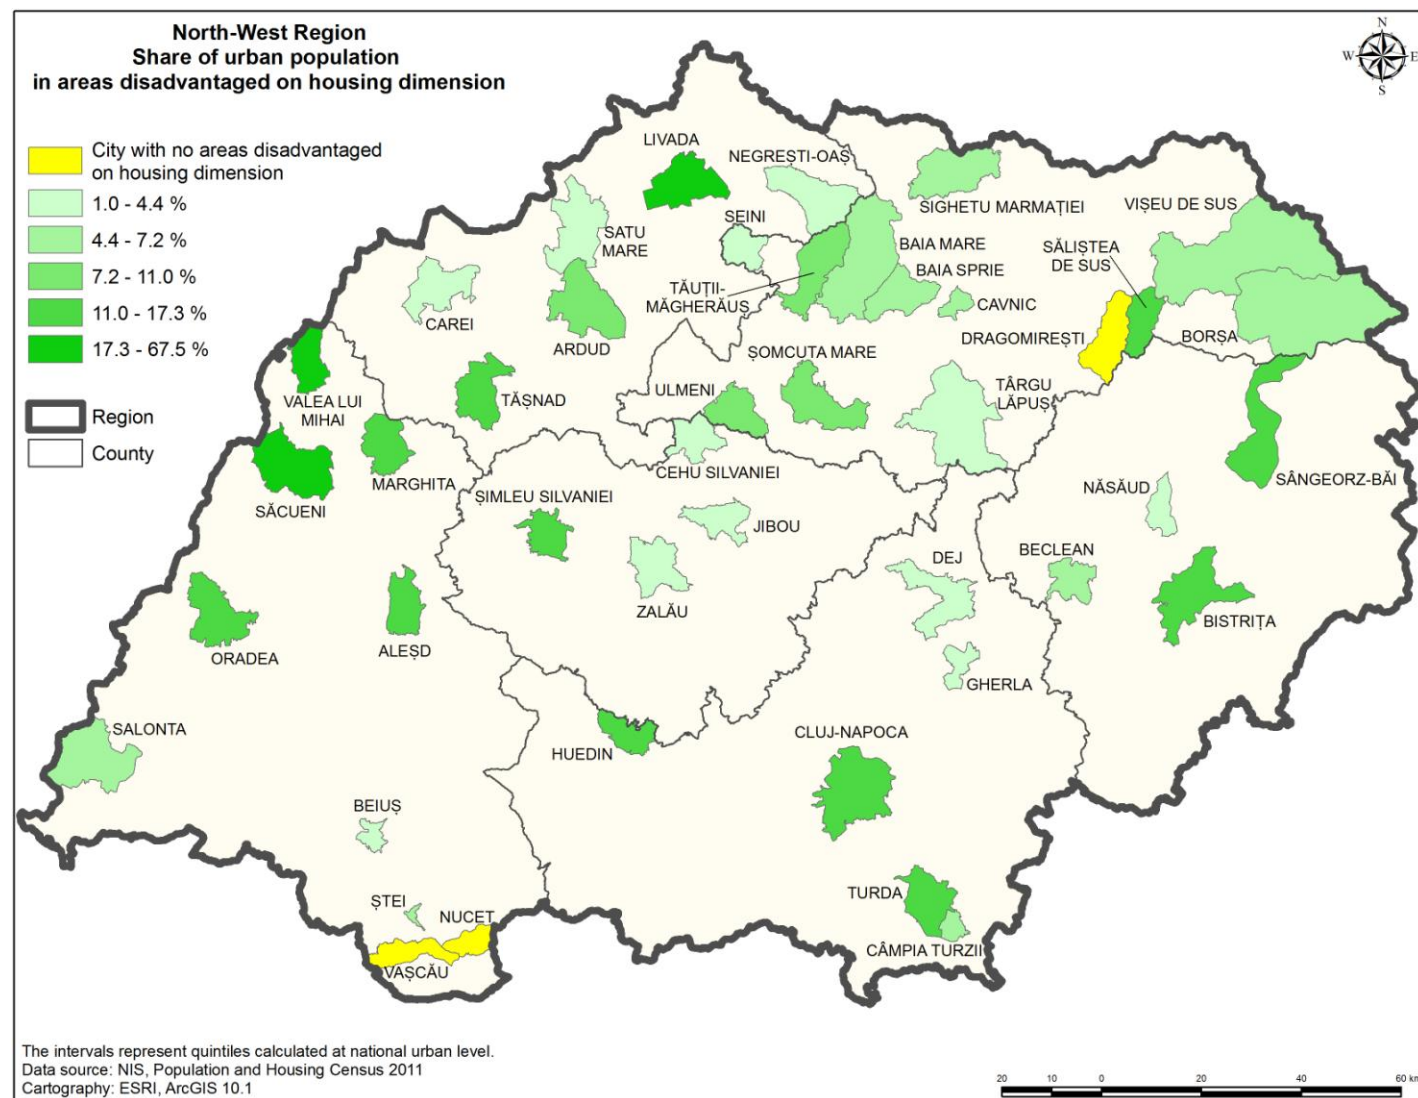 North-West Region
Share of urban population
in areas disadvantaged on housing dimension
N
W
E
S
City with no areas disadvantaged
on housing dimension
1.0 - 4.4 %
4.4 - 7.2 %
7.2 - 11.0 %
11.0 - 17.3 %
17.3 - 67.5 %
Region
County
LIVADA
NEGREȘTI-OAȘ
SIGHETU MARMAȚIEI
VIȘEU DE SUS
SEINI
SATU
MARE
BAIA MARE
SĂLIȘTEA
DE SUS
BAIA SPRIE
TĂUȚII-
MĂGHERĂUȘ
CAVNIC
CAREI
ARDUD
DRAGOMIREȘTI
BORȘA
ȘOMCUTA MARE
VALEA LUI
MIHAI
TĂȘNAD
ULMENI
TÂRGU
LĂPUȘ
MARGHITA
CEHU SILVANIEI
SÂNGEORZ-BĂI
SĂCUENI
ȘIMLEU SILVANIEI
NĂSĂUD
JIBOU
DEJ
BECLEAN
ZALĂU
BISTRIȚA
ORADEA
ALEȘD
GHERLA
SALONTA
HUEDIN
CLUJ-NAPOCA
BEIUȘ
ȘTEI
NUCET
TURDA
VAȘCĂU
CÂMPIA TURZII
The intervals represent quintiles calculated at national urban level.
Data source: NIS, Population and Housing Census 2011
Cartography: ESRI, ArcGIS 10.1
20 10 0 20 40 60 km